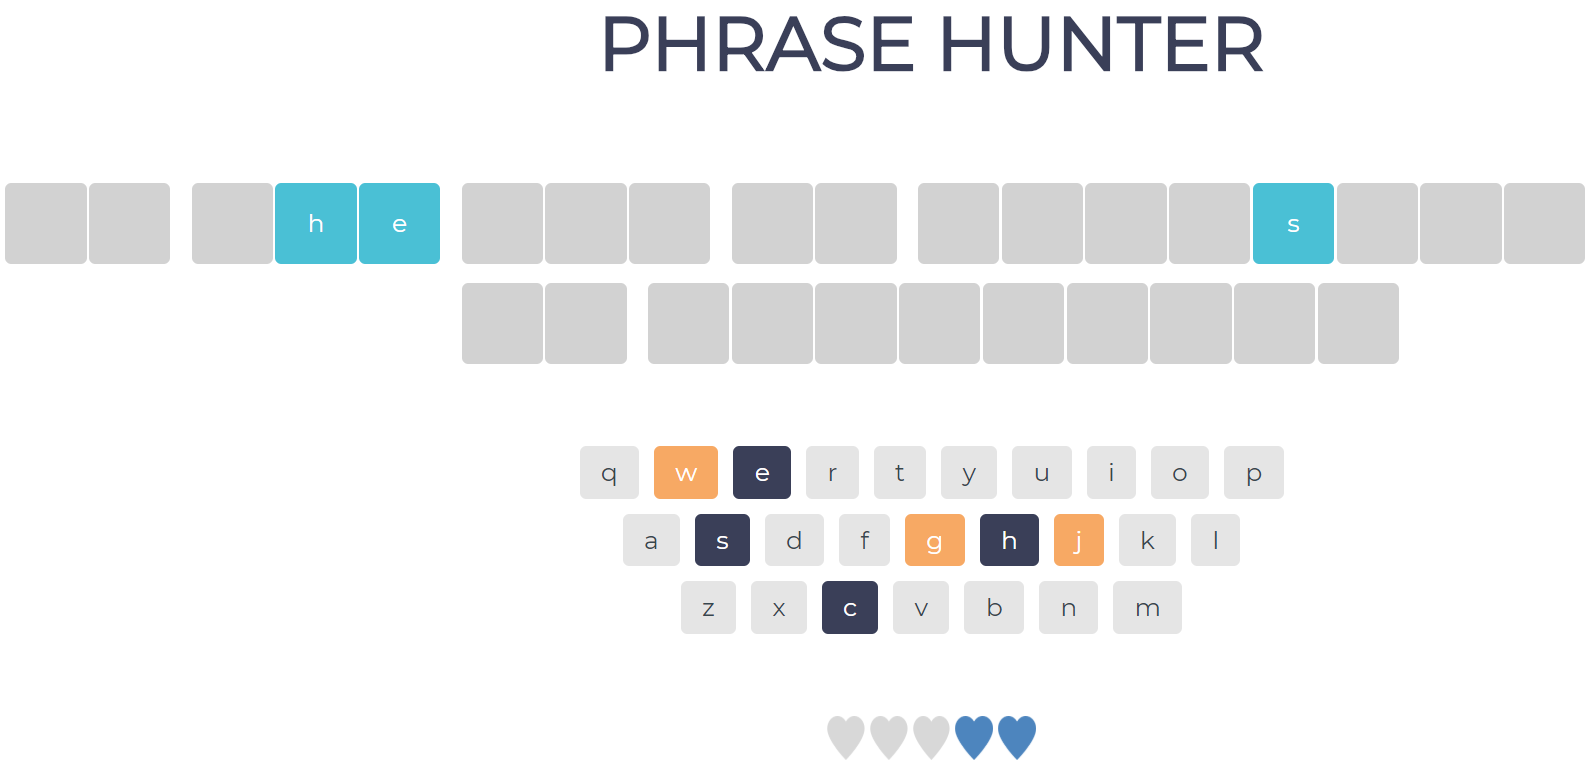 PHRASE HUNTER
h e s
q w e r t y u i o p
a s d f g h j k l
z x c v b n m